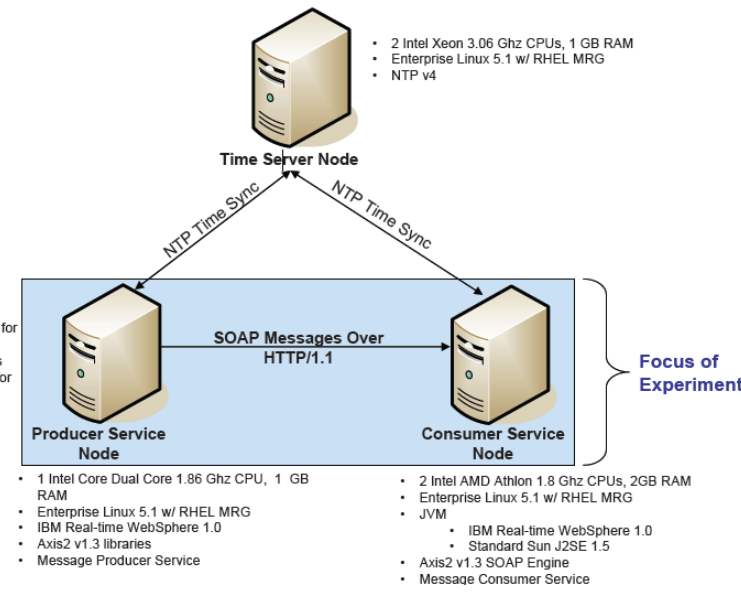 • 2 Intel Xeon 3.06 Ghz CPUs, 1 GB RAM
• Enterprise Linux 5.1 w/ RHEL MRG
• NTP v4
Time Server Node
NTP Time Sync
NTP Time Sync
for
s
for
SOAP Messages Over
HTTP/1.1
Focus of
Experiment
Producer Service
Node
Consumer Service
Node
• 1 Intel Core Dual Core 1.86 Ghz CPU, 1 GB
RAM
• Enterprise Linux 5.1 w/ RHEL MRG
• IBM Real-time WebSphere 1.0
• Axis2 v1.3 libraries
• Message Producer Service
• 2 Intel AMD Athlon 1.8 Ghz CPUs, 2GB RAM
• Enterprise Linux 5.1 w/ RHEL MRG
• JVM
• IBM Real-time WebSphere 1.0
• Standard Sun J2SE 1.5
• Axis2 v1.3 SOAP Engine
• Message Consumer Service